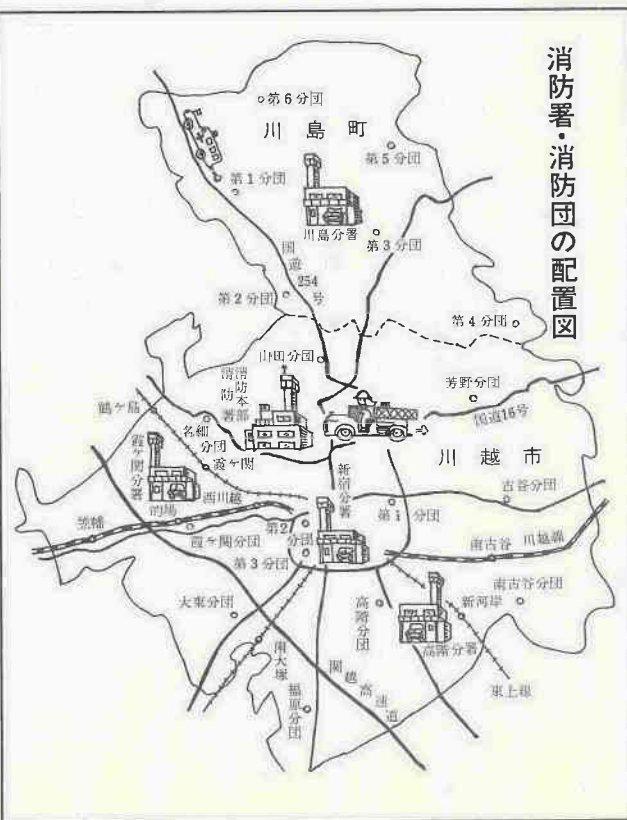 消防署・消防団の配置図
第6分団
川島町
第5分団
第1分団
川島分署
第3分団
国道254号
第2分団
第4分団
山田分団
消防本部
消防署
芳野分団
国道16号
鶴ヶ島
名細分団
霞ヶ関
霞ヶ関分署
的場
西川越
新宿分署
川越市
古谷分団
第1分団
笠幡
霞ヶ関分団
第2分団
第3分団
南古谷
川越線
南古谷分団
新河岸
大東分団
高階分団
高階分署
南大塚
関越高速道
東上線
福原分団